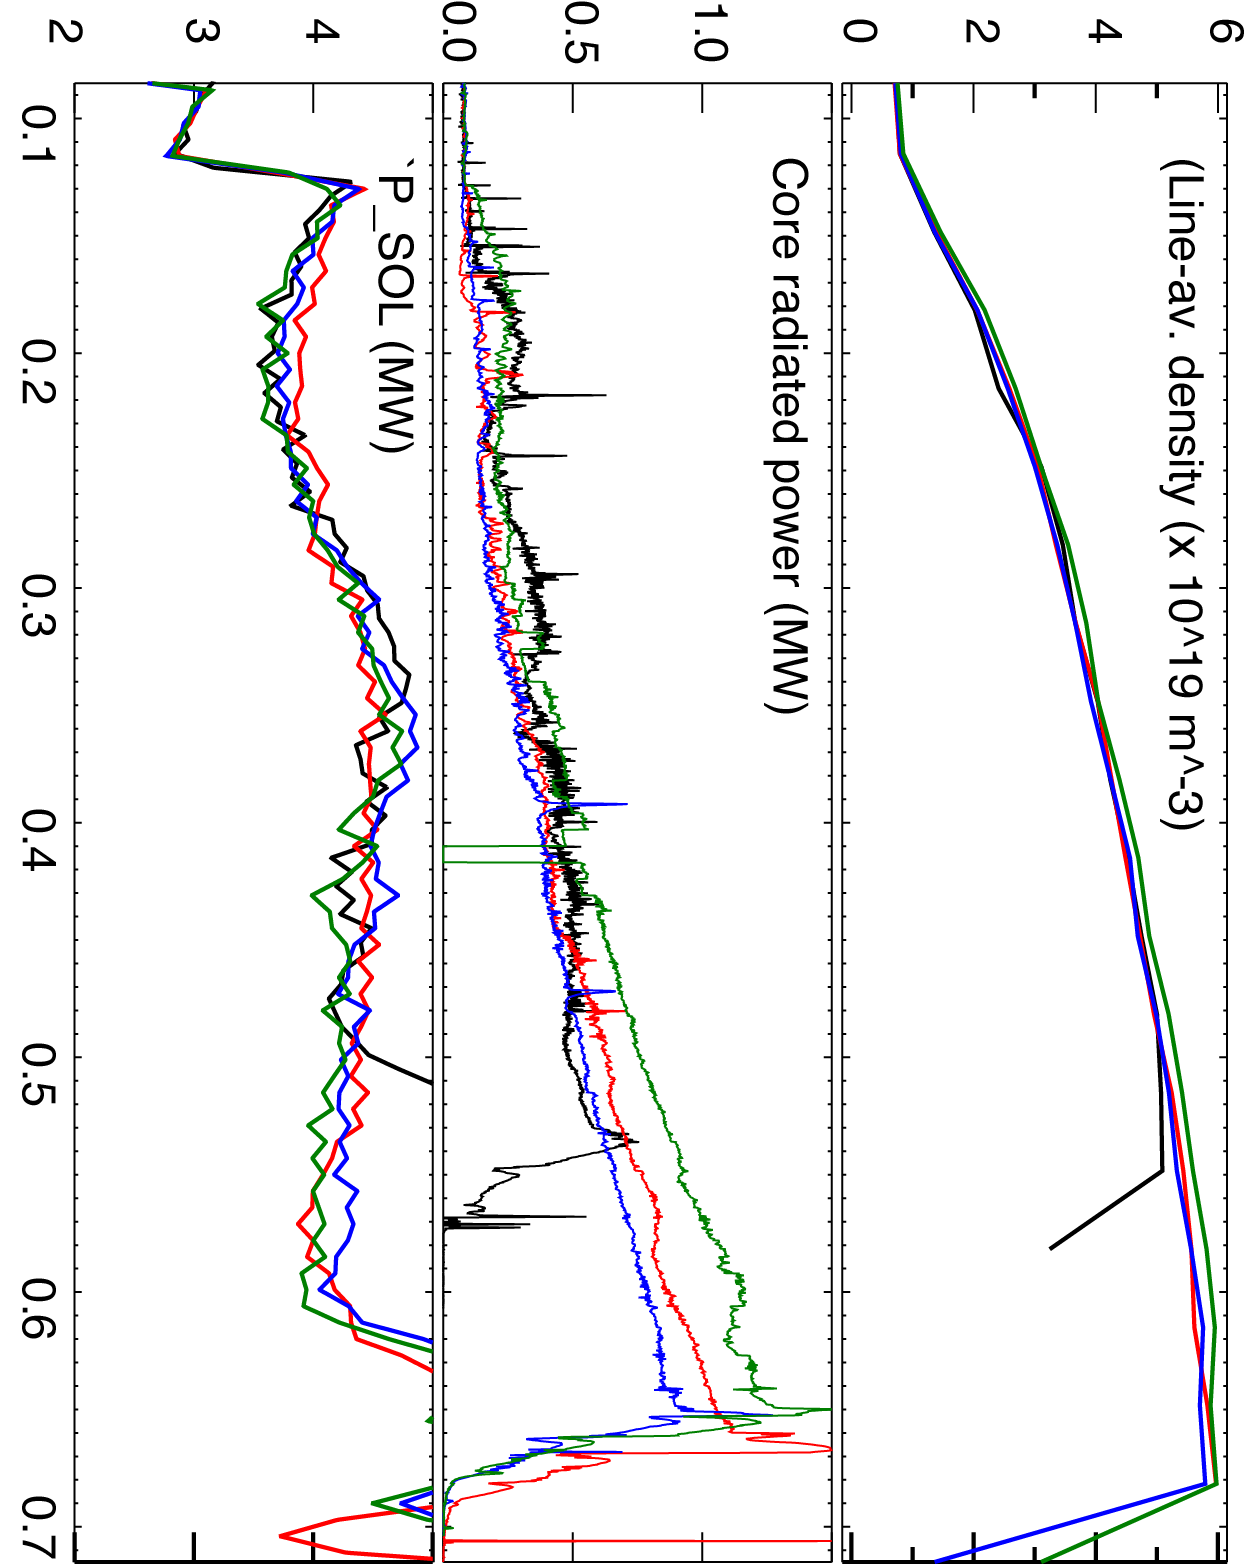 6
(Line-av. density (x 10^19 m^-3)
4
2
0
Core radiated power (MW)
1.0
0.5
0.0
`P_SOL (MW)
4
3
2
0.1 0.2 0.3 0.4 0.5 0.6 0.7